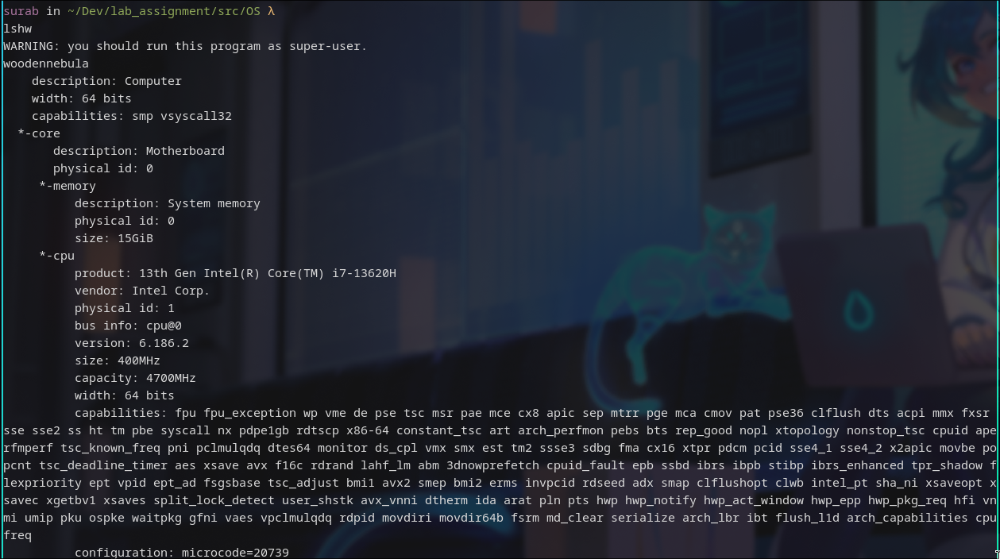 surab in ~/Dev/lab_assignment/src/OS λ
lshw
WARNING: you should run this program as super-user.
woodennebula
    description: Computer
    width: 64 bits
    capabilities: smp vsyscall32
  *-core
       description: Motherboard
       physical id: 0
     *-memory
          description: System memory
          physical id: 0
          size: 15GiB
     *-cpu
          product: 13th Gen Intel(R) Core(TM) i7-13620H
          vendor: Intel Corp.
          physical id: 1
          bus info: cpu@0
          version: 6.186.2
          size: 400MHz
          capacity: 4700MHz
          width: 64 bits
          capabilities: fpu fpu_exception wp vme de pse tsc msr pae mce cx8 apic sep mtrr pge mca cmov pat pse36 clflush dts acpi mmx fxsr
sse sse2 ss ht tm pbe syscall nx pdpe1gb rdtscp x86-64 constant_tsc art arch_perfmon pebs bts rep_good nopl xtopology nonstop_tsc cpuid ape
rfmperf tsc_known_freq pni pclmulqdq dtes64 monitor ds_cpl vmx smx est tm2 ssse3 sdbg fma cx16 xtpr pdcm pcid sse4_1 sse4_2 x2apic movbe po
pcnt tsc_deadline_timer aes xsave avx f16c rdrand lahf_lm abm 3dnowprefetch cpuid_fault epb ssbd ibrs ibpb stibp ibrs_enhanced tpr_shadow f
lexpriority ept vpid ept_ad fsgsbase tsc_adjust bmi1 avx2 smep bmi2 erms invpcid rdseed adx smap clflushopt clwb intel_pt sha_ni xsaveopt x
savec xgetbv1 xsaves split_lock_detect user_shstk avx_vnni dtherm ida arat pln pts hwp hwp_notify hwp_act_window hwp_epp hwp_pkg_req hfi vn
mi umip pku ospke waitpkg gfni vaes vpclmulqdq rdpid movdiri movdir64b fsrm md_clear serialize arch_lbr ibt flush_l1d arch_capabilities cpu
freq
          configuration: microcode=20739